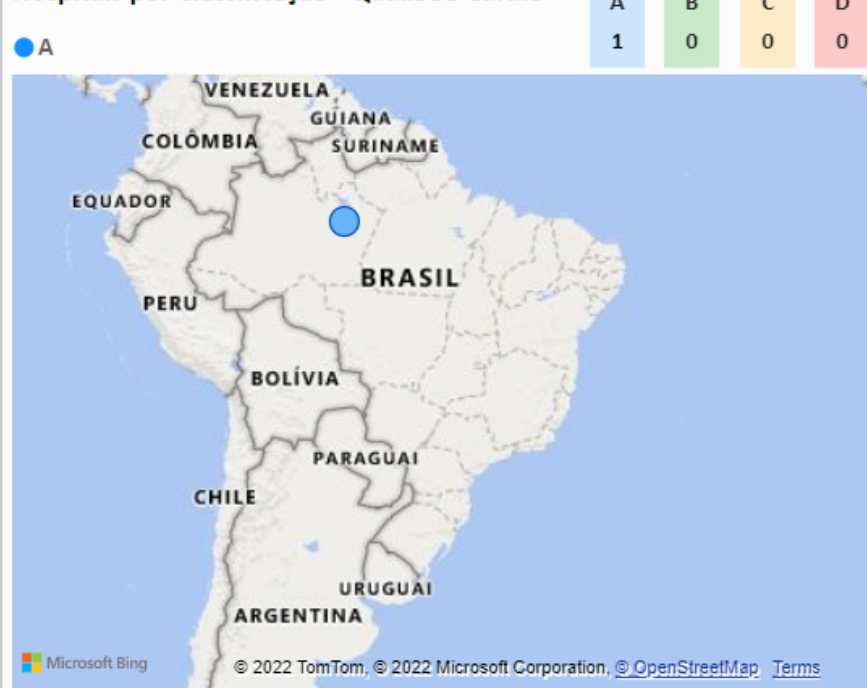 A B C D
A
1 0 0 0
VENEZUELA
GUIANA
COLÔMBIA
SURINAME
EQUADOR
BRASIL
PERU
BOLÍVIA
PARAGUAI
CHILE
URUGUAI
ARGENTINA
Microsoft Bing
© 2022 TomTom, © 2022 Microsoft Corporation, © OpenStreetMap Terms